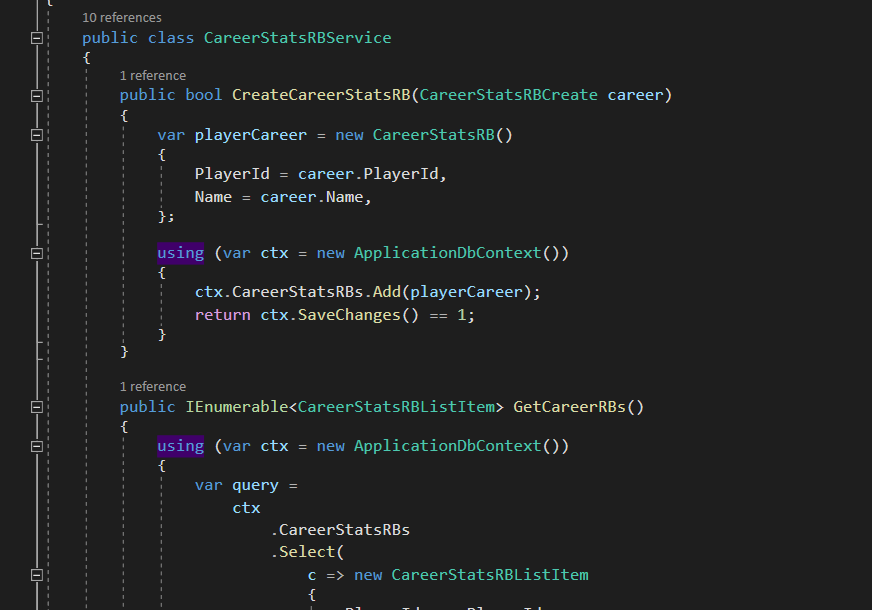 {
10 references
public class CareerStatsRBService
{
1 reference
public bool CreateCareerStatsRB(CareerStatsRBCreate career)
{
var playerCareer = new CareerStatsRB()
{
PlayerId = career.PlayerId,
Name = career.Name,
};
using (var ctx = new ApplicationDbContext())
{
ctx.CareerStatsRBs.Add(playerCareer);
return ctx.SaveChanges() == 1;
}
}
1 reference
public IEnumerable<CareerStatsRBListItem> GetCareerRBs()
{
using (var ctx = new ApplicationDbContext())
{
var query =
ctx
.CareerStatsRBs
.Select(
c => new CareerStatsRBListItem
{